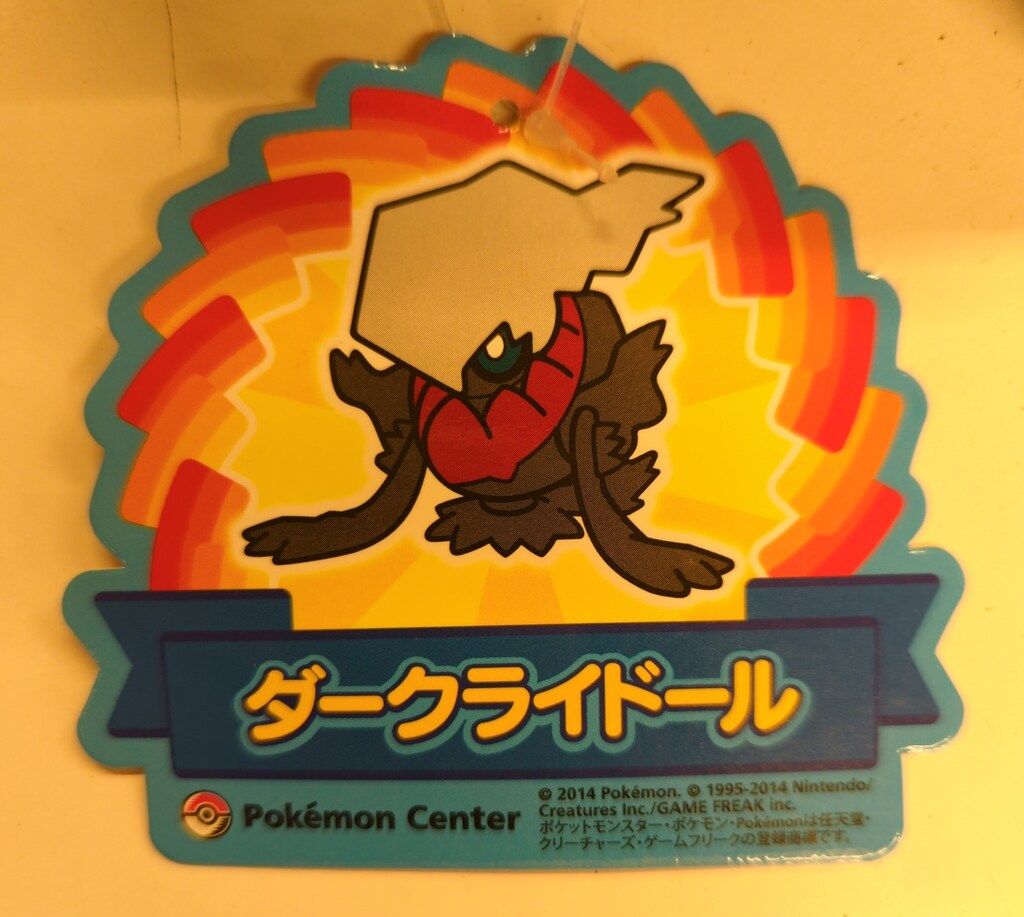 ダークライドール
Pokémon Center
© 2014 Pokémon. © 1995-2014 Nintendo/
Creatures Inc./GAME FREAK inc.
ポケットモンスター・ポケモン・Pokémonは任天堂・
クリーチャーズ・ゲームフリークの登録商標です。